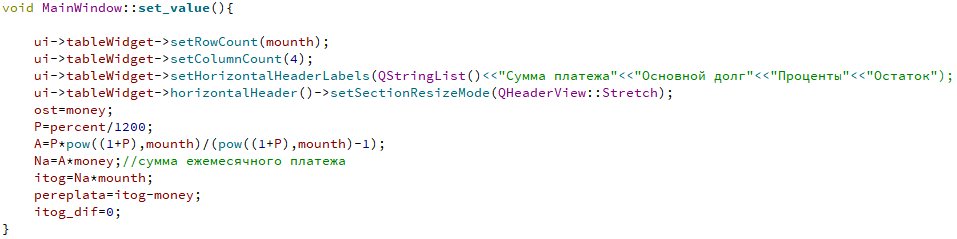 void MainWindow::set_value(){
ui->tableWidget->setRowCount(mounth);
ui->tableWidget->setColumnCount(4);
ui->tableWidget->setHorizontalHeaderLabels(QStringList()<<"Сумма платежа"<<"Основной долг"<<"Проценты"<<"Остаток");
ui->tableWidget->horizontalHeader()->setSectionResizeMode(QHeaderView::Stretch);
ost=money;
P=percent/1200;
A=P*pow((1+P),mounth)/(pow((1+P),mounth)-1);
Na=A*money;//сумма ежемесячного платежа
itog=Na*mounth;
pereplata=itog-money;
itog_dif=0;
}